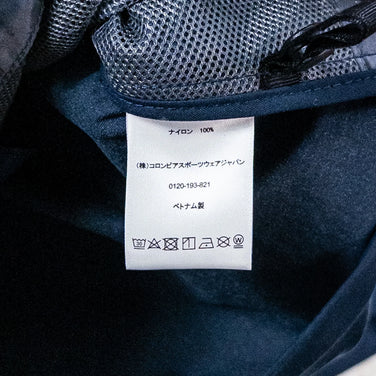 ナイロン 100%
(株)コロンビアスポーツウェアジャパン
0120-193-821
ベトナム製